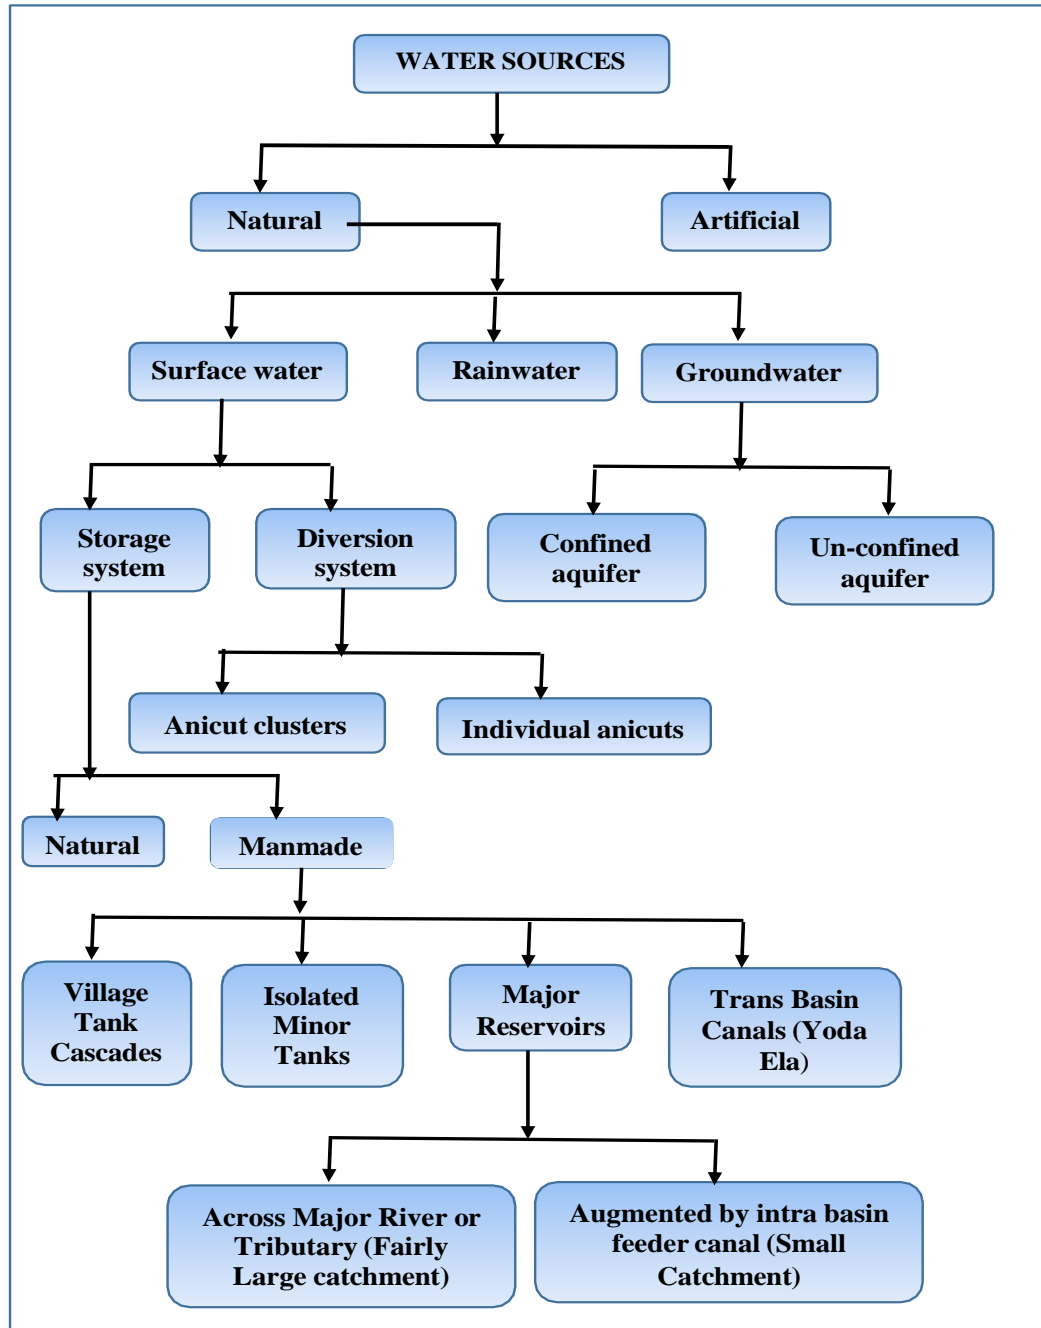 WATER SOURCES
Natural
Artificial
Surface water
Rainwater
Groundwater
Storage
system
Diversion
system
Confined
aquifer
Un-confined
aquifer
Anicut clusters
Individual anicuts
Natural
Manmade
Village
Tank
Cascades
Isolated
Minor
Tanks
Major
Reservoirs
Trans Basin
Canals (Yoda
Ela)
Across Major River or
Tributary (Fairly
Large catchment)
Augmented by intra basin
feeder canal (Small
Catchment)